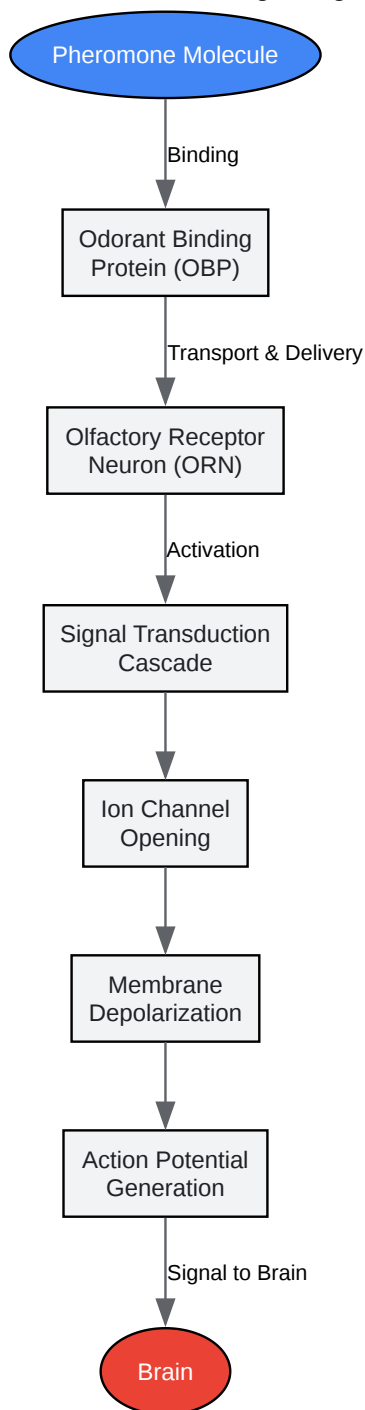 Pheromone Molecule
Binding
Odorant Binding
Protein (OBP)
Transport & Delivery
Olfactory Receptor
Neuron (ORN)
Activation
Signal Transduction
Cascade
Ion Channel
Opening
Membrane
Depolarization
Action Potential
Generation
Signal to Brain
Brain